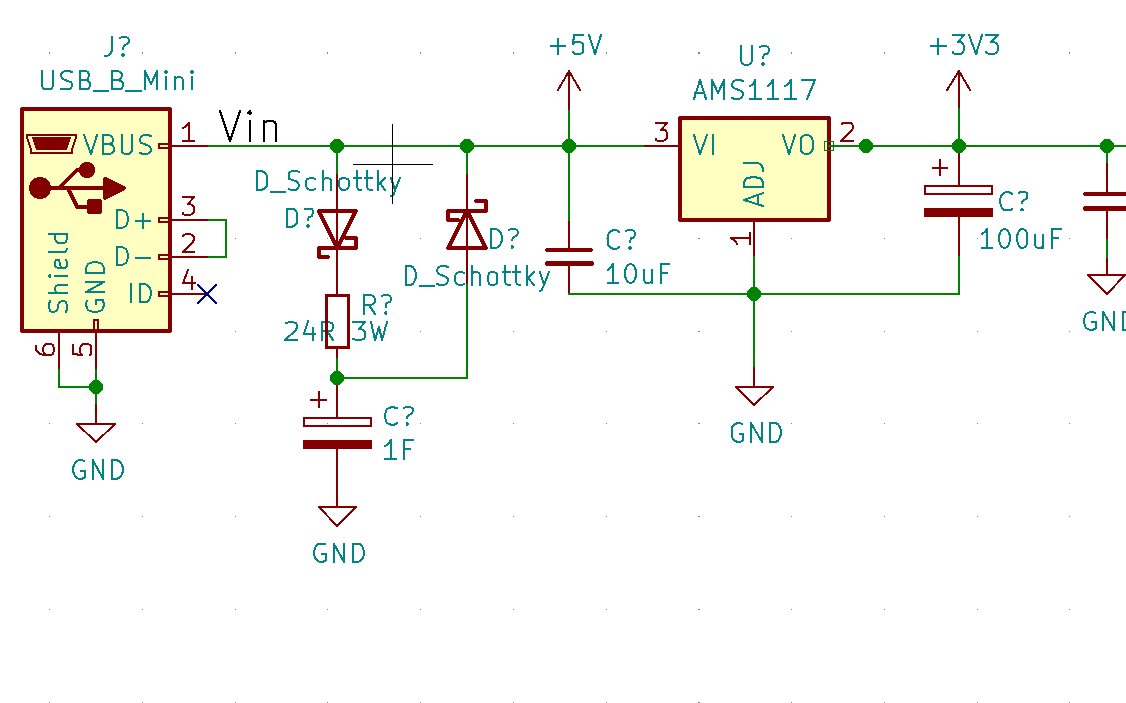 J?
USB_B_Mini
VBUS
1
Vin
D+
3
D-
2
ID
4
Shield
GND
6
5
GND
D_Schottky
D?
R?
24R 3W
+
C?
1F
GND
D?
D_Schottky
+5V
C?
10uF
U?
AMS1117
3
VI
VO
2
ADJ
1
GND
+3V3
+
C?
100uF
GND